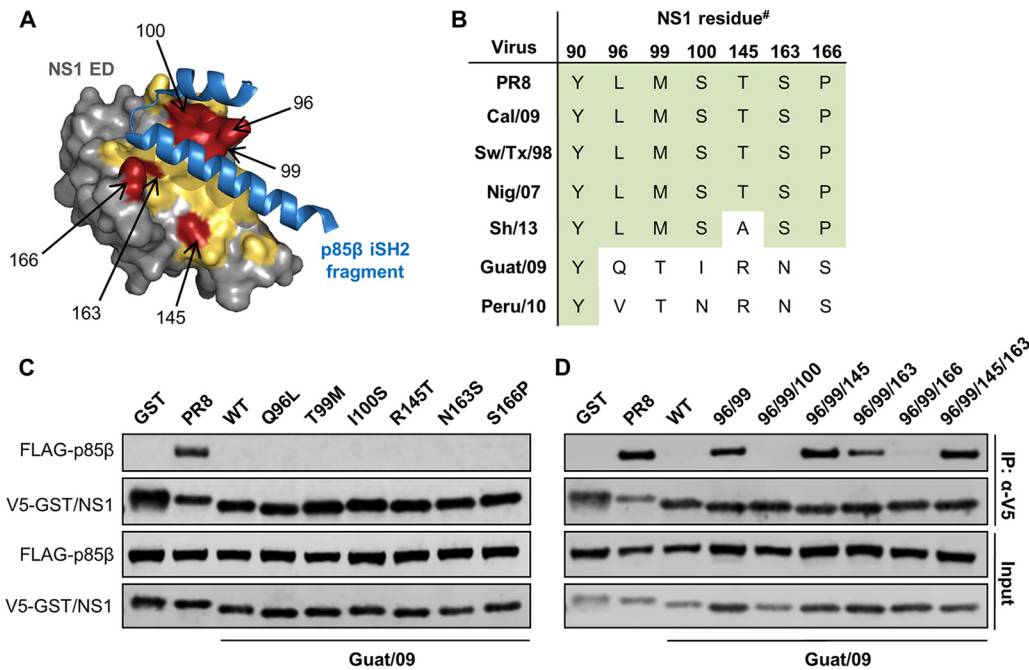 A
100
NS1 ED
96
99
166
163
145
p85β iSH2
fragment
B
NS1 residue#
Virus 90 96 99 100 145 163 166
PR8 Y L M S T S P
Cal/09 Y L M S T S P
Sw/Tx/98 Y L M S T S P
Nig/07 Y L M S T S P
Sh/13 Y L M S A S P
Guat/09 Y Q T I R N S
Peru/10 Y V T N R N S
C
GST PR8 WT Q96L T99M I100S R145T N163S S166P
FLAG-p85β
V5-GST/NS1
FLAG-p85β
V5-GST/NS1
Guat/09
D
GST PR8 WT 96/99 96/99/100 96/99/145 96/99/163 96/99/166 96/99/145/163
IP: α-V5
Input
Guat/09